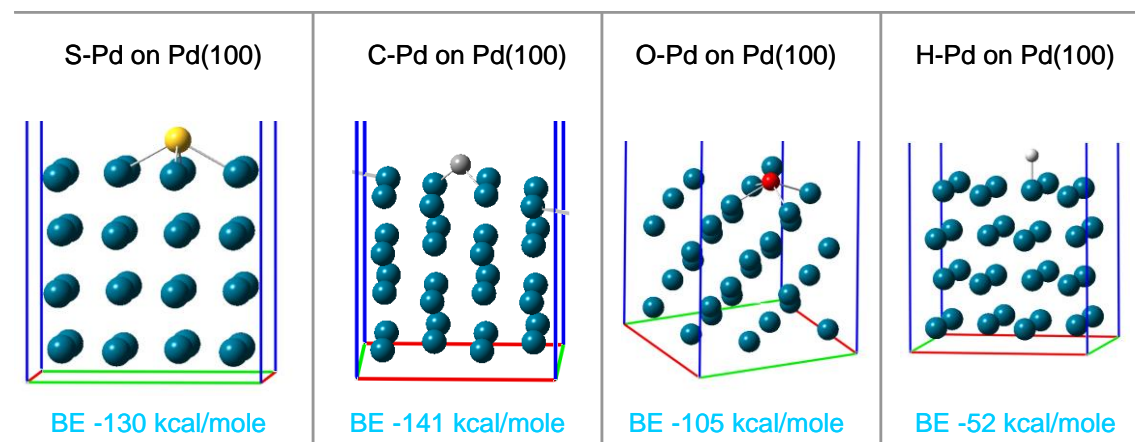 S-Pd on Pd(100)
C-Pd on Pd(100)
O-Pd on Pd(100)
H-Pd on Pd(100)
BE -130 kcal/mole
BE -141 kcal/mole
BE -105 kcal/mole
BE -52 kcal/mole